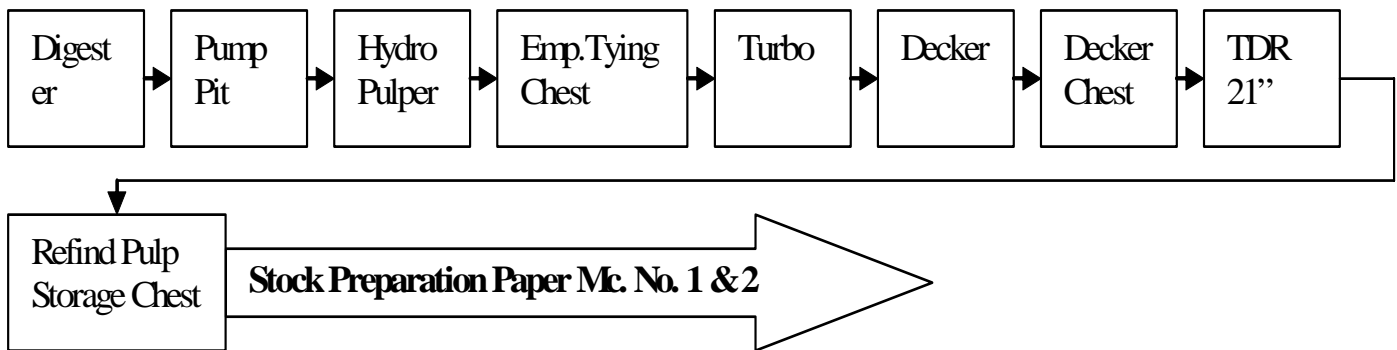 Digest
er
Pump
Pit
Hydro
Pulper
Emp.Tying
Chest
Turbo
Decker
Decker
Chest
TDR
21”
Refind Pulp
Storage Chest
Stock Preparation Paper Mc. No. 1 & 2